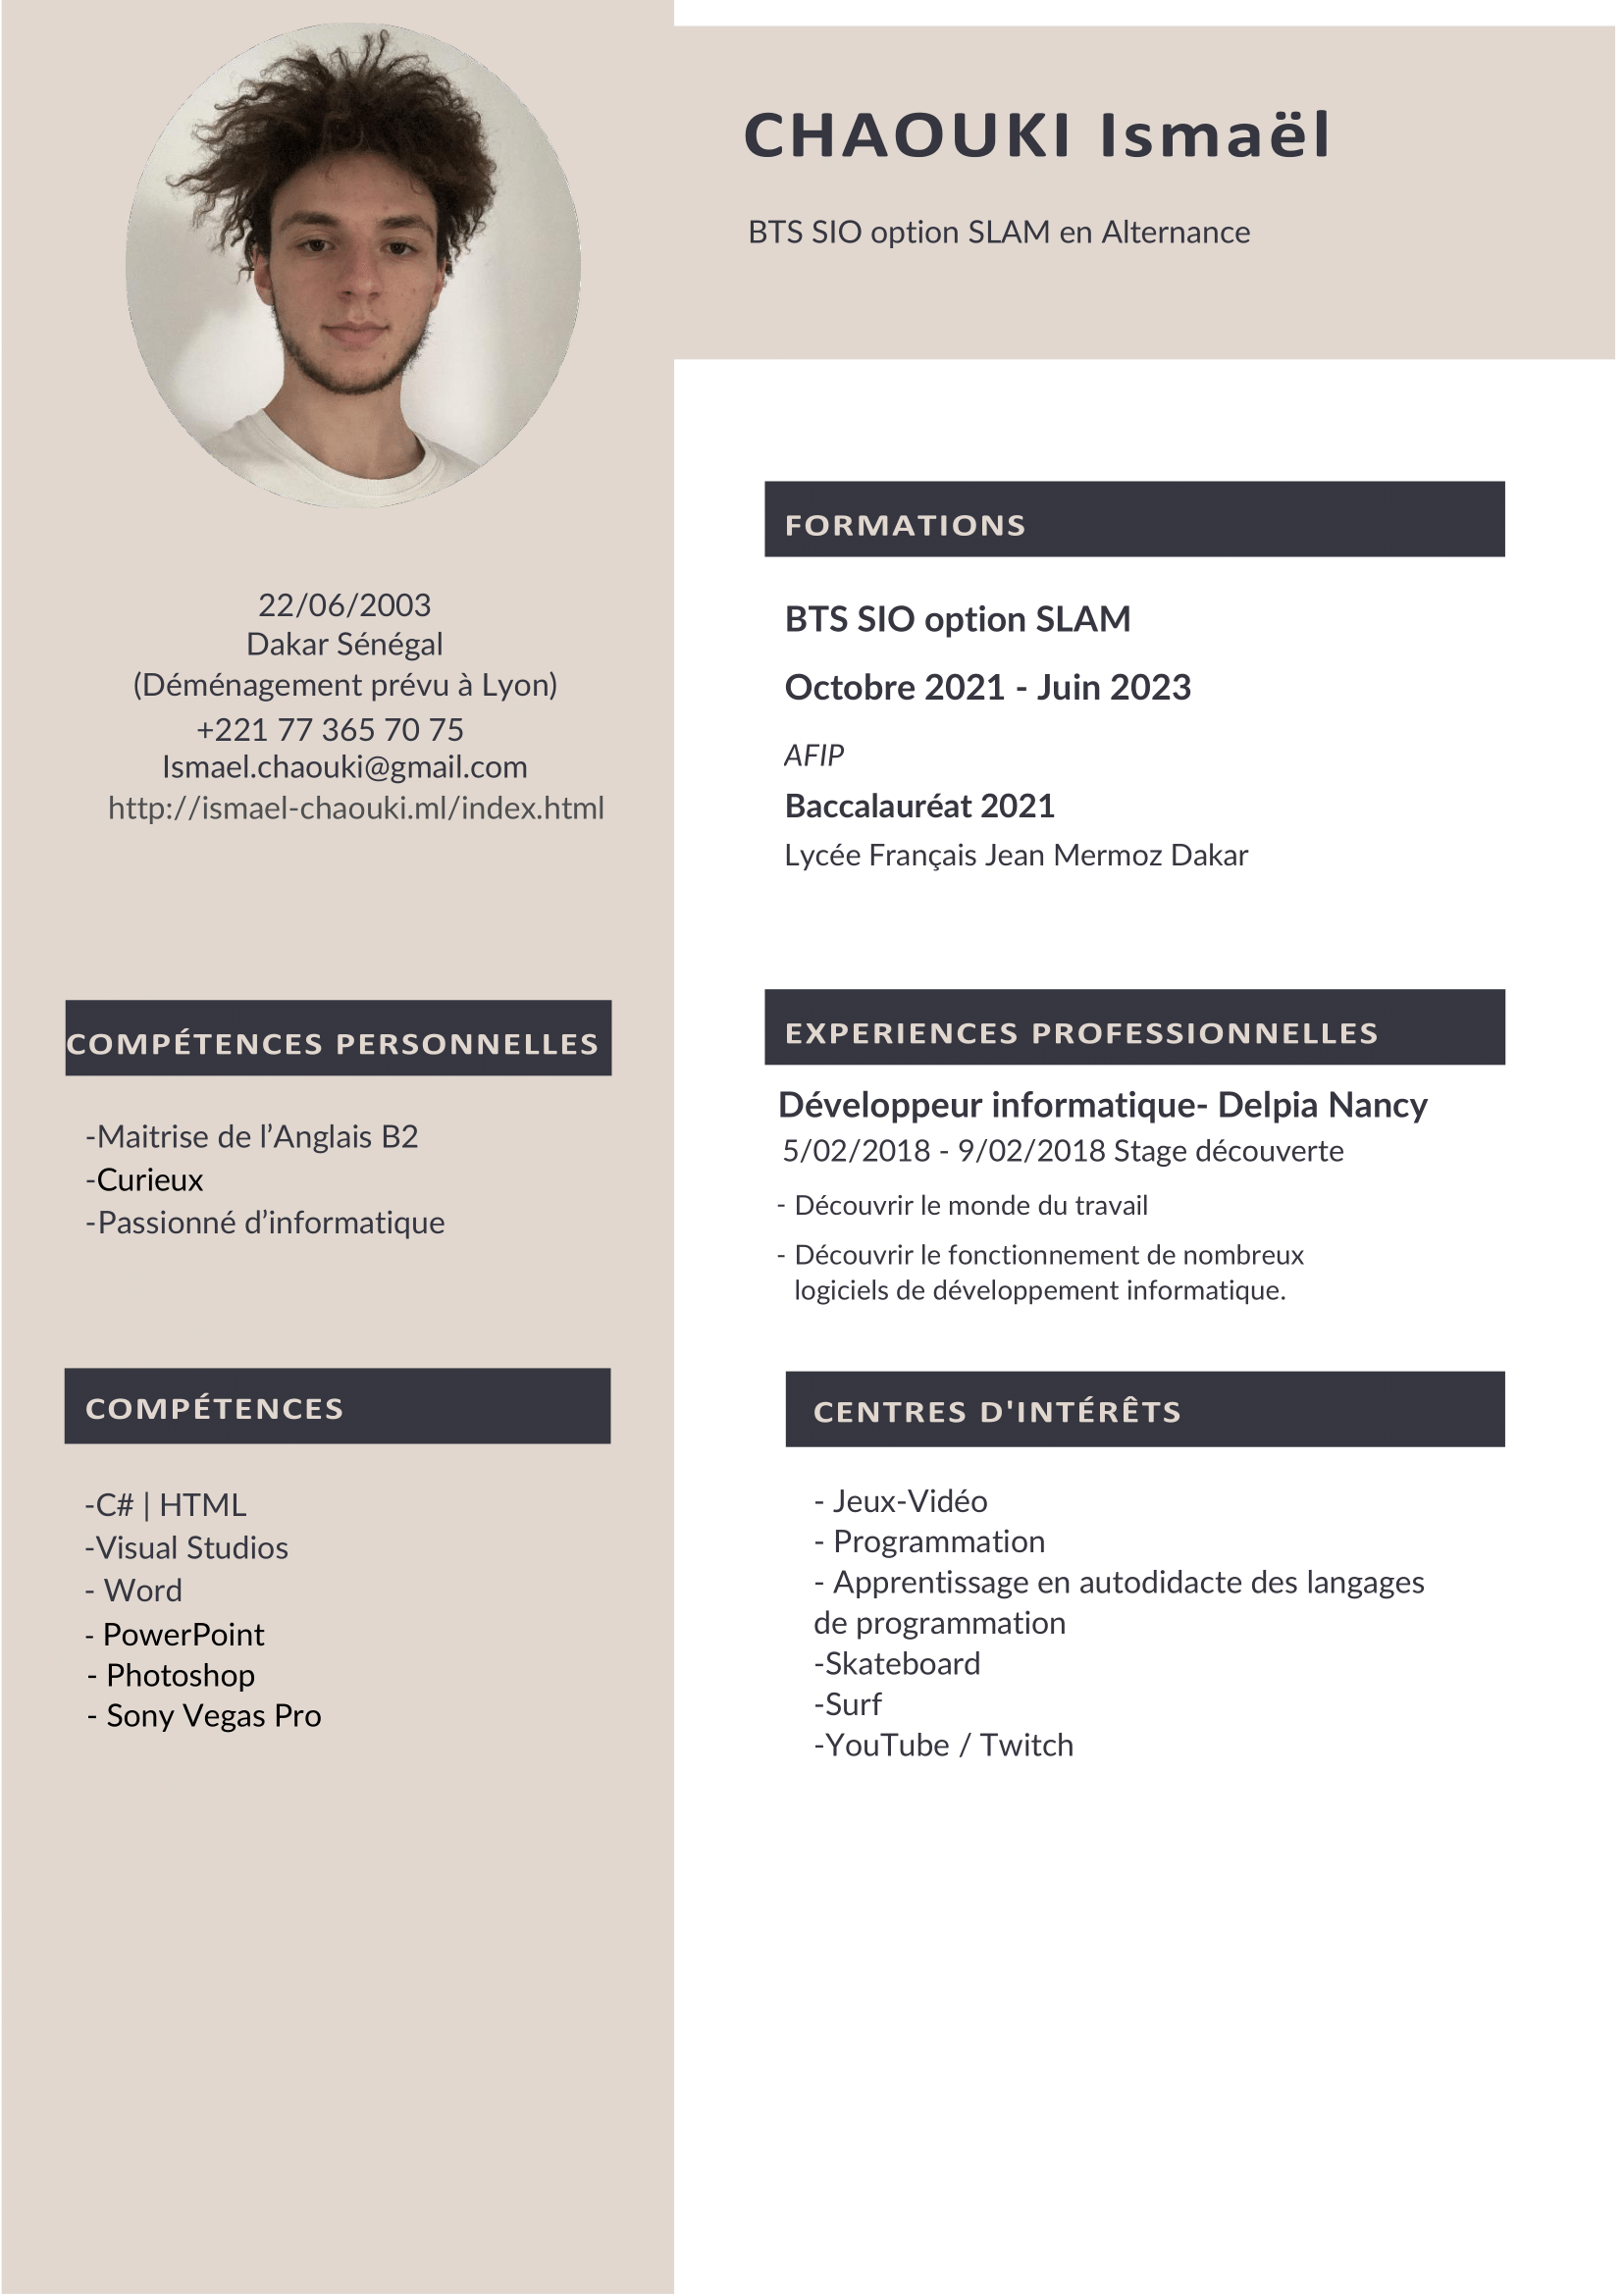 CHAOUKI Ismaël
BTS SIO option SLAM en Alternance
22/06/2003
Dakar Sénégal
(Déménagement prévu à Lyon)
+221 77 365 70 75
Ismael.chaouki@gmail.com
http://ismael-chaouki.ml/index.html
COMPÉTENCES PERSONNELLES
-Maitrise de l’Anglais B2
-Curieux
-Passionné d’informatique
COMPÉTENCES
-C# | HTML
-Visual Studios
- Word
- PowerPoint
- Photoshop
- Sony Vegas Pro
FORMATIONS
BTS SIO option SLAM
Octobre 2021 - Juin 2023
AFIP
Baccalauréat 2021
Lycée Français Jean Mermoz Dakar
EXPERIENCES PROFESSIONNELLES
Développeur informatique- Delpia Nancy
5/02/2018 - 9/02/2018 Stage découverte
- Découvrir le monde du travail
- Découvrir le fonctionnement de nombreux
logiciels de développement informatique.
CENTRES D'INTÉRÊTS
- Jeux-Vidéo
- Programmation
- Apprentissage en autodidacte des langages
de programmation
-Skateboard
-Surf
-YouTube / Twitch